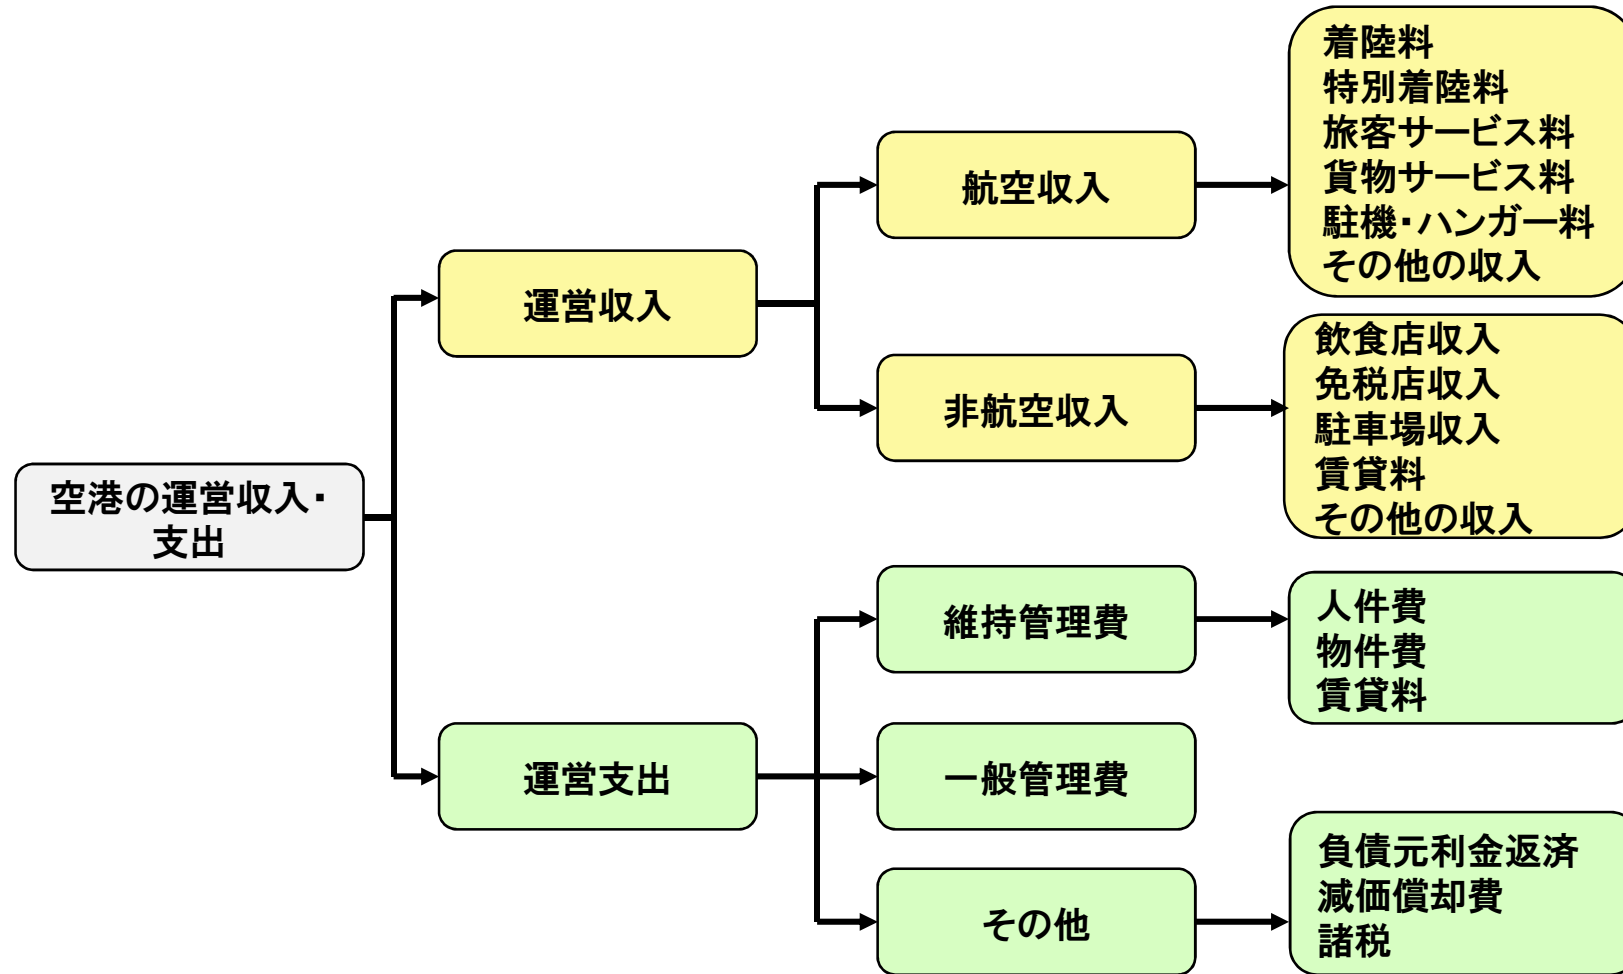 空港の運営収入・
支出
運営収入
航空収入
着陸料
特別着陸料
旅客サービス料
貨物サービス料
駐機・ハンガー料
その他の収入
非航空収入
飲食店収入
免税店収入
駐車場収入
賃貸料
その他の収入
運営支出
維持管理費
人件費
物件費
賃貸料
一般管理費
その他
負債元利金返済
減価償却費
諸税